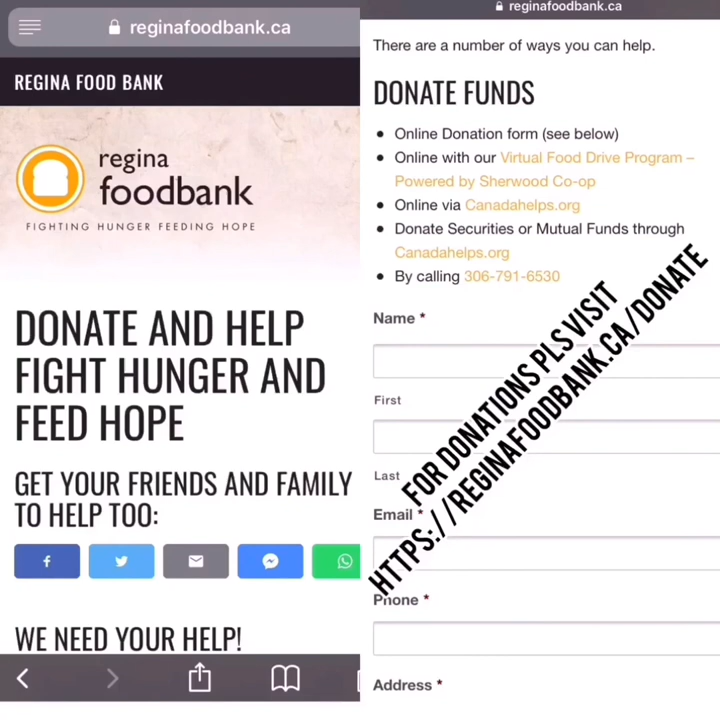 reginafoodbank.ca
REGINA FOOD BANK
regina
foodbank
FIGHTING HUNGER FEEDING HOPE
DONATE AND HELP
FIGHT HUNGER AND
FEED HOPE
GET YOUR FRIENDS AND FAMILY
TO HELP TOO:
WE NEED YOUR HELP!
reginafoodbank.ca
There are a number of ways you can help.
DONATE FUNDS
Online Donation form (see below)
Online with our Virtual Food Drive Program –
Powered by Sherwood Co-op
Online via Canadahelps.org
Donate Securities or Mutual Funds through
Canadahelps.org
By calling 306-791-6530
Name *
First
Last
Email *
Phone *
Address *
FOR DONATIONS PLS VISIT
HTTPS://REGINAFOODBANK.CA/DONATE